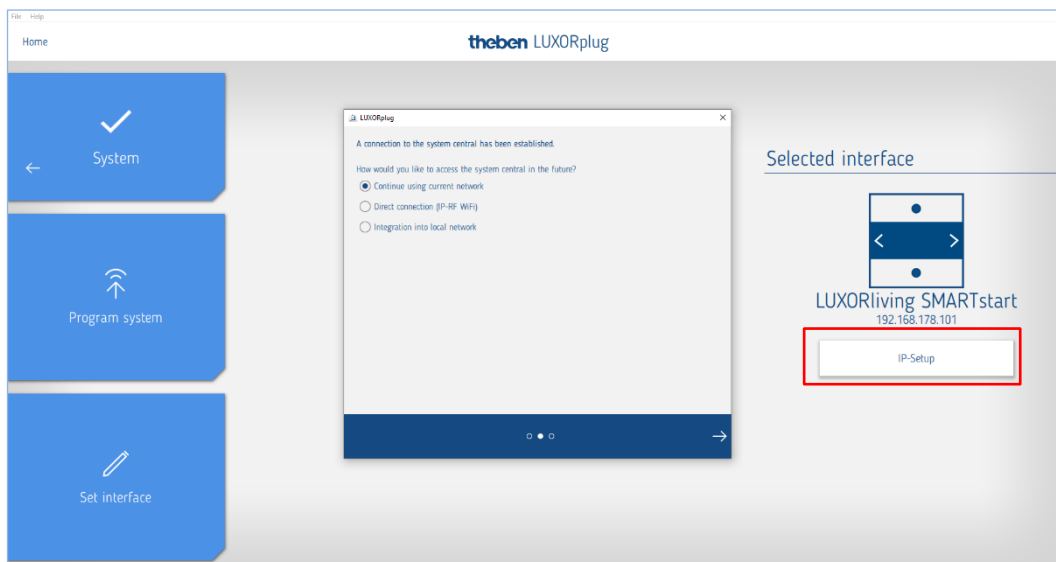 File Help
Home
theben LUXORplug
System
Program system
Set interface
LUXORplug
A connection to the system central has been established.
How would you like to access the system central in the future?
Continue using current network
Direct connection (IP-RF WiFi)
Integration into local network
Selected interface
LUXORliving SMARTstart
192.168.178.101
IP-Setup